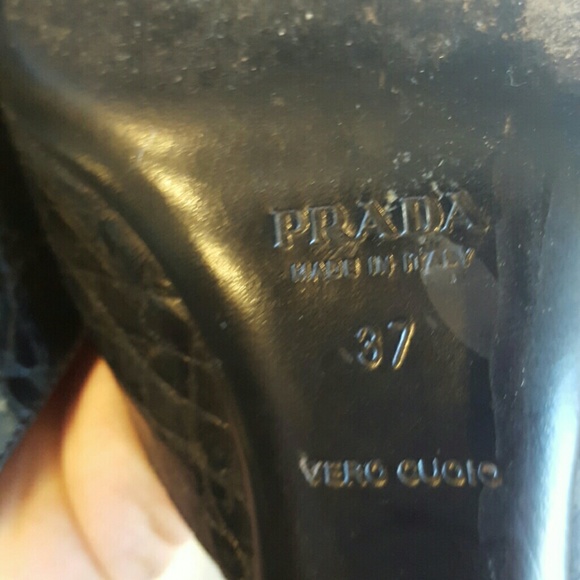 PRADA
MADE IN ITALY
37
VERO CUOIO